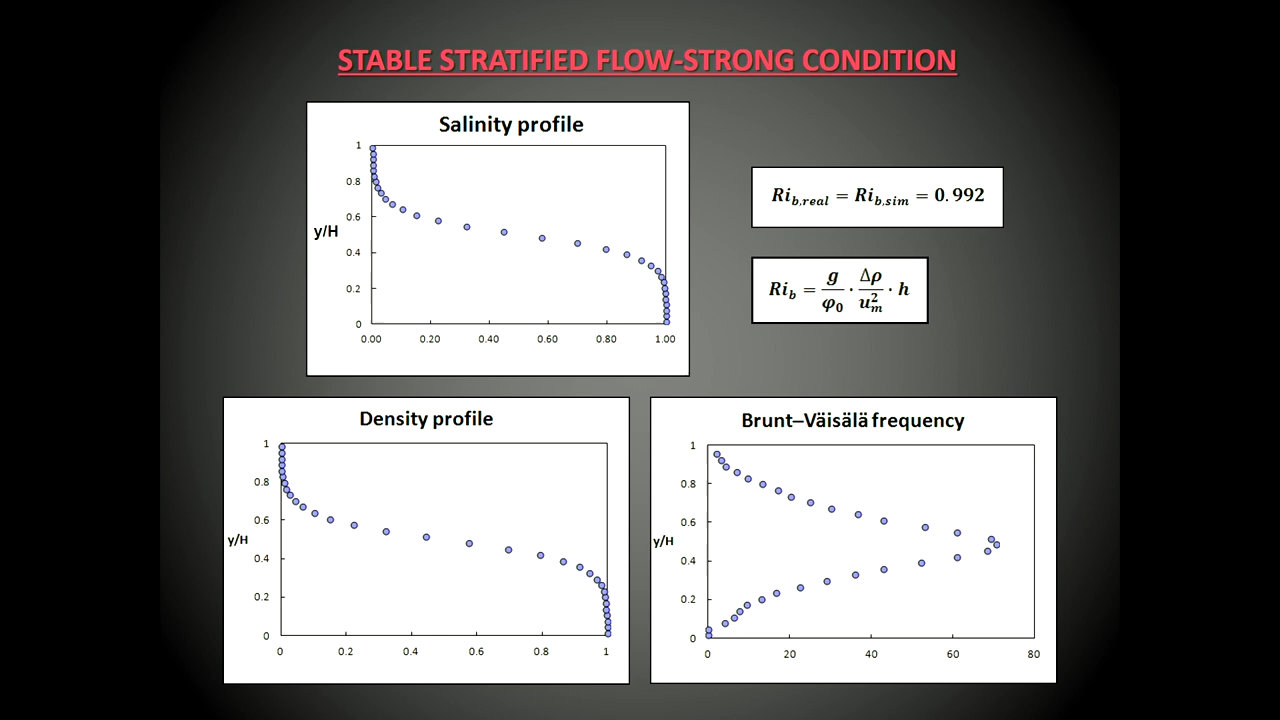 STABLE STRATIFIED FLOW-STRONG CONDITION
Salinity profile
1
0.8
0.6
y/H
0.4
0.2
0
0.00 0.20 0.40 0.60 0.80 1.00
Ri_{b,real} = Ri_{b,sim} = 0.992
Ri_b = g/φ_0 · Δρ/u_m^2 · h
Density profile
1
0.8
0.6
y/H
0.4
0.2
0
0 0.2 0.4 0.6 0.8 1
Brunt–Väisälä frequency
1
0.8
0.6
y/H
0.4
0.2
0
0 20 40 60 80